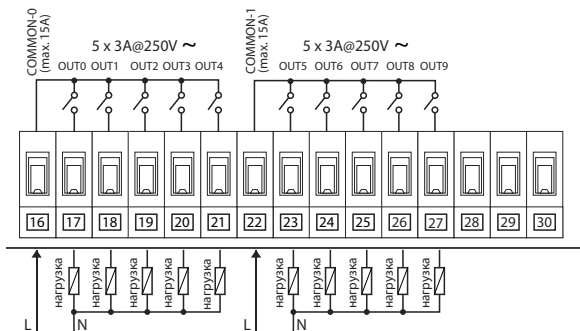 COMMON-0
(max. 15A)
5 x 3A@250V ~
OUT0 OUT1 OUT2 OUT3 OUT4
COMMON-1
(max. 15A)
5 x 3A@250V ~
OUT5 OUT6 OUT7 OUT8 OUT9
16 17 18 19 20 21 22 23 24 25 26 27 28 29 30
нагрузка нагрузка нагрузка нагрузка нагрузка нагрузка нагрузка нагрузка нагрузка нагрузка
L N L N